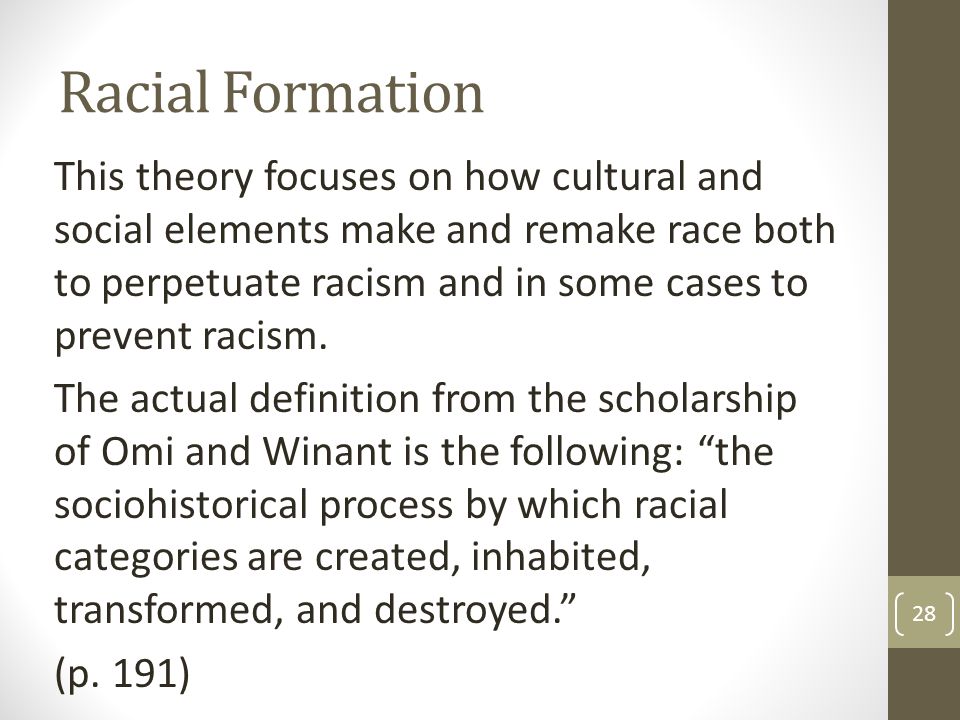 Racial Formation
This theory focuses on how cultural and
social elements make and remake race both
to perpetuate racism and in some cases to
prevent racism.
The actual definition from the scholarship
of Omi and Winant is the following: “the
sociohistorical process by which racial
categories are created, inhabited,
transformed, and destroyed.”
(p. 191)
28